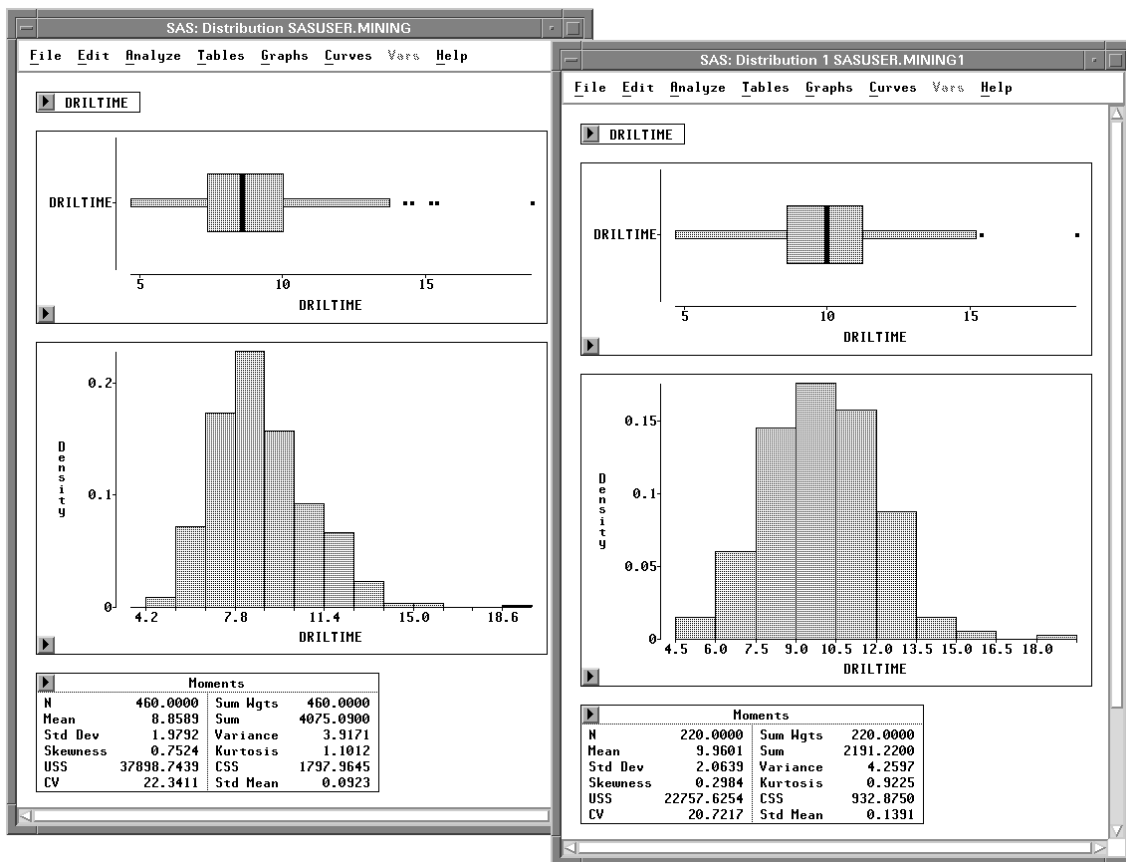 SAS: Distribution SASUSER.MINING
File Edit Analyze Tables Graphs Curves Vars Help
DRILTIME
DRILTIME
5 10 15
DRILTIME
Density
0.2
0.1
0
4.2 7.8 11.4 15.0 18.6
DRILTIME
Moments
N 460.0000 Sum Wgts 460.0000
Mean 8.8589 Sum 4075.0900
Std Dev 1.9792 Variance 3.9171
Skewness 0.7524 Kurtosis 1.1012
USS 37898.7439 CSS 1797.9645
CV 22.3411 Std Mean 0.0923
SAS: Distribution 1 SASUSER.MINING1
File Edit Analyze Tables Graphs Curves Vars Help
DRILTIME
DRILTIME
5 10 15
DRILTIME
Density
0.15
0.1
0.05
0
4.5 6.0 7.5 9.0 10.5 12.0 13.5 15.0 16.5 18.0
DRILTIME
Moments
N 220.0000 Sum Wgts 220.0000
Mean 9.9601 Sum 2191.2200
Std Dev 2.0639 Variance 4.2597
Skewness 0.2984 Kurtosis 0.9225
USS 22757.6254 CSS 932.8750
CV 20.7217 Std Mean 0.1391